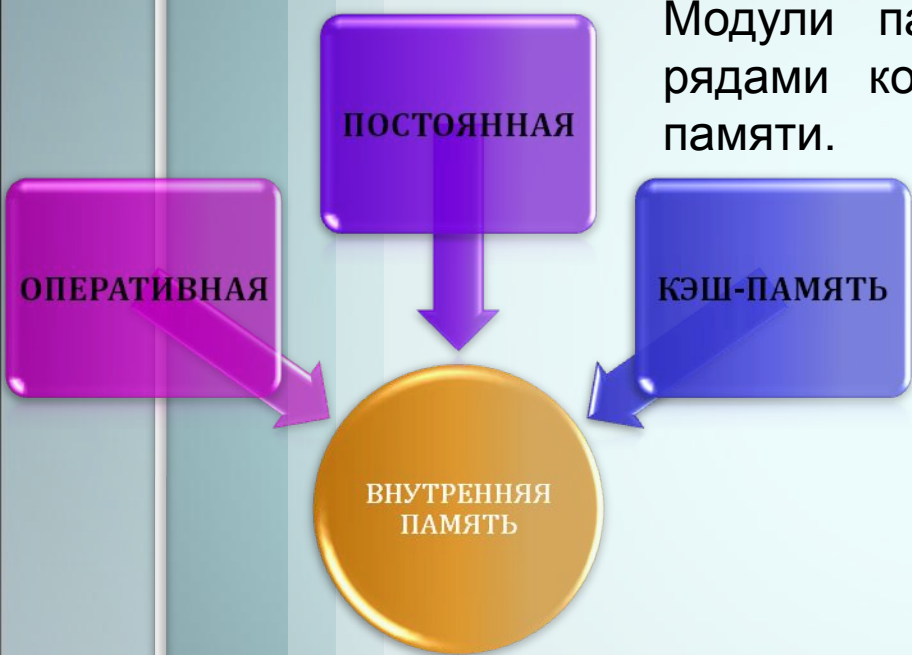 Модули
рядами
памяти.
ПОСТОЯННАЯ
ОПЕРАТИВНАЯ
КЭШ-ПАМЯТЬ
ВНУТРЕННЯЯ
ПАМЯТЬ